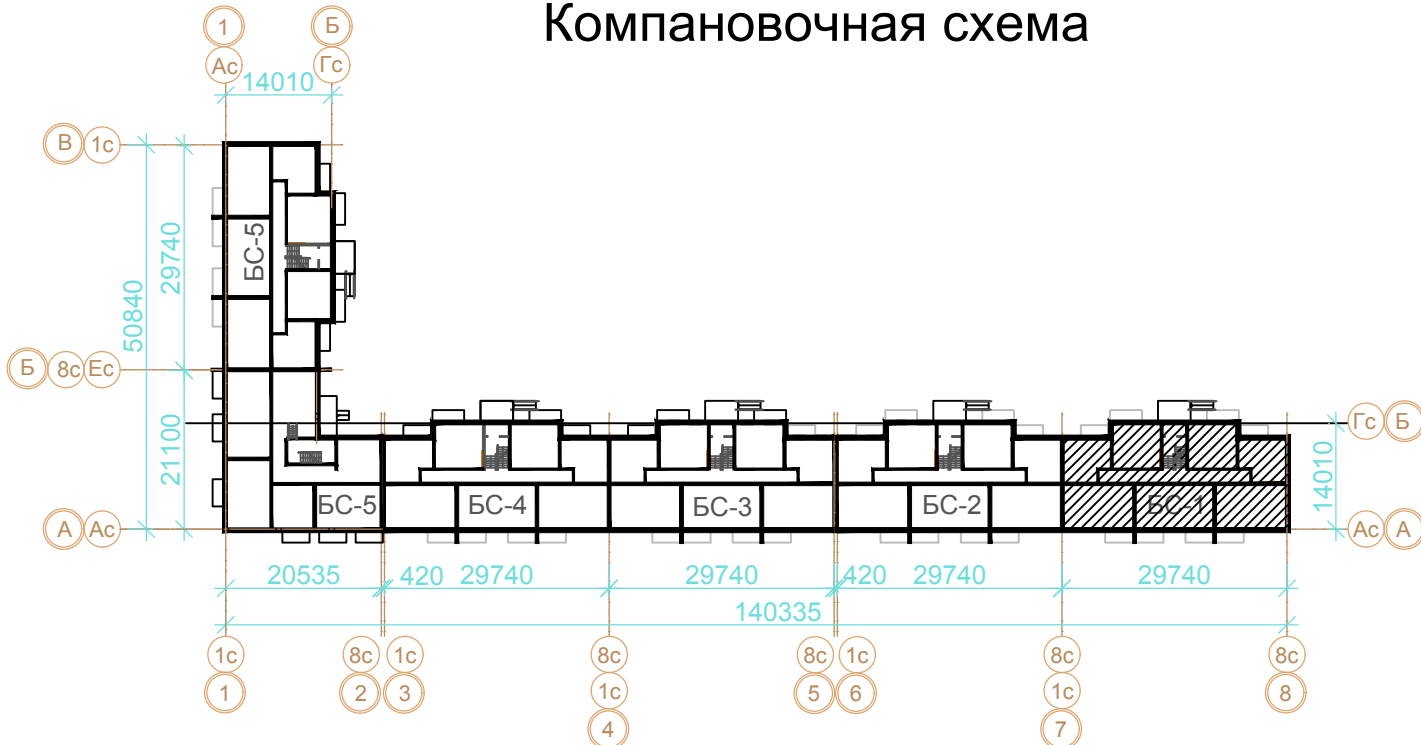 Компановочная схема
1 Б
Ас Гс
14010
В 1с
БС-5
29740
50840
Б 8с Ес
21100
Гс Б
14010
БС-5 БС-4 БС-3 БС-2 БС-1
А Ас
Ас А
20535 420 29740 29740 420 29740 29740
140335
1с 8с 1с 8с 8с 1с 8с 8с
1 2 3 1с 5 6 1с 8
4 7